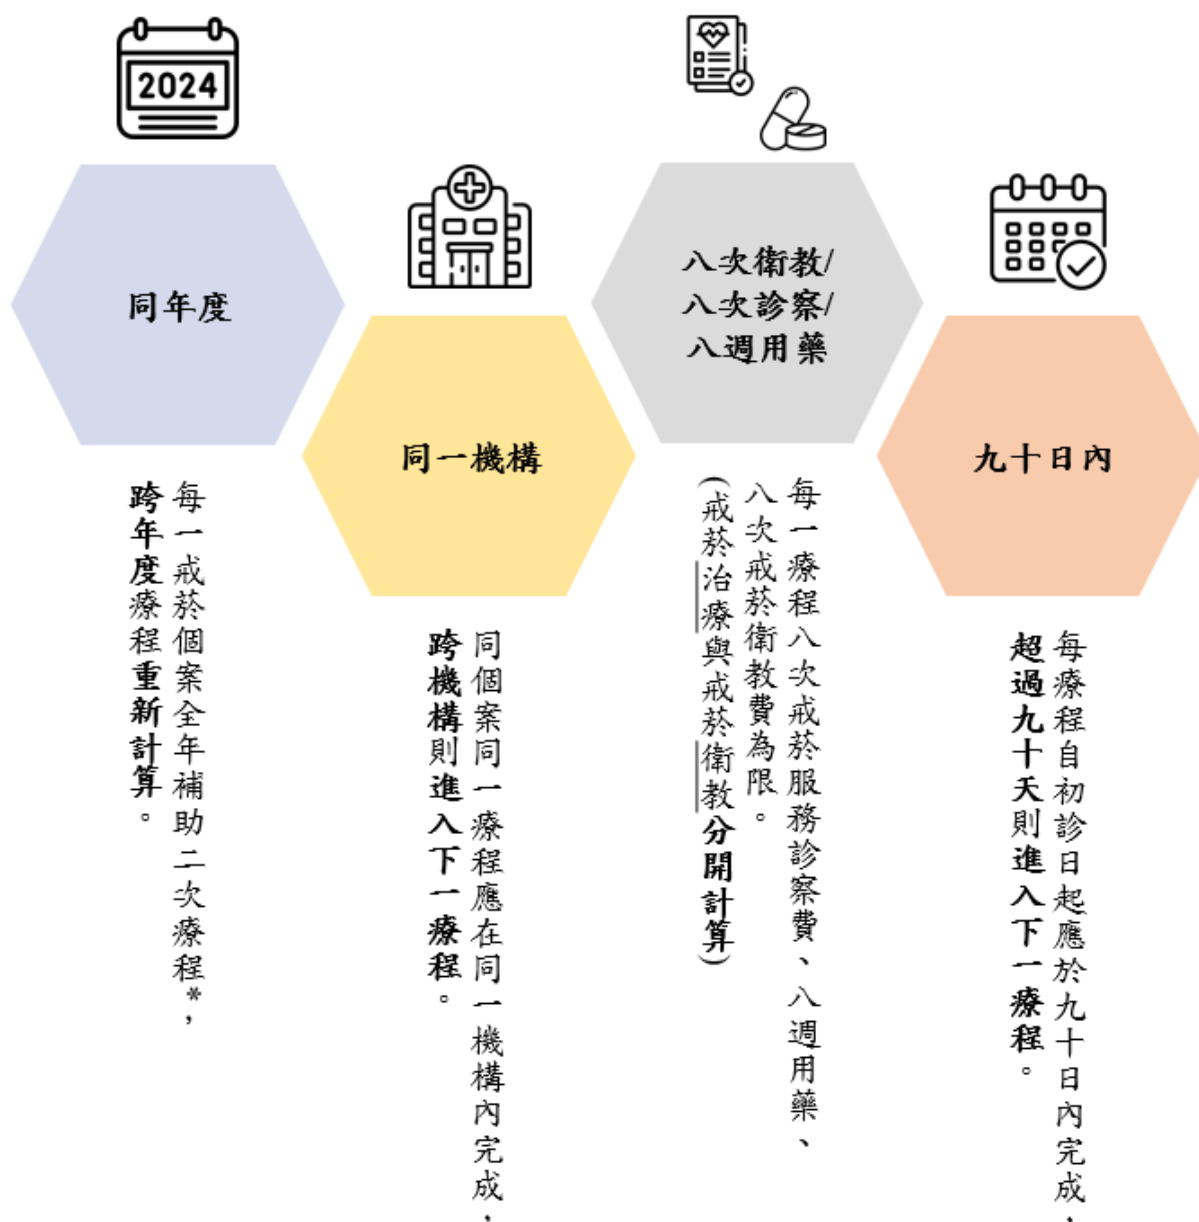 2024
同年度
每一戒菸個案全年補助二次療程*，
跨年度療程重新計算。
同一機構
同個案同一療程應在同一機構內完成，
跨機構則進入下一療程。
八次衛教/
八次診察/
八週用藥
每一療程八次戒菸服務診察費、八週用藥、
八次戒菸衛教費為限。
(戒菸治療與戒菸衛教分開計算)
九十日內
每療程自初診日起應於九十日內完成，
超過九十天則進入下一療程。